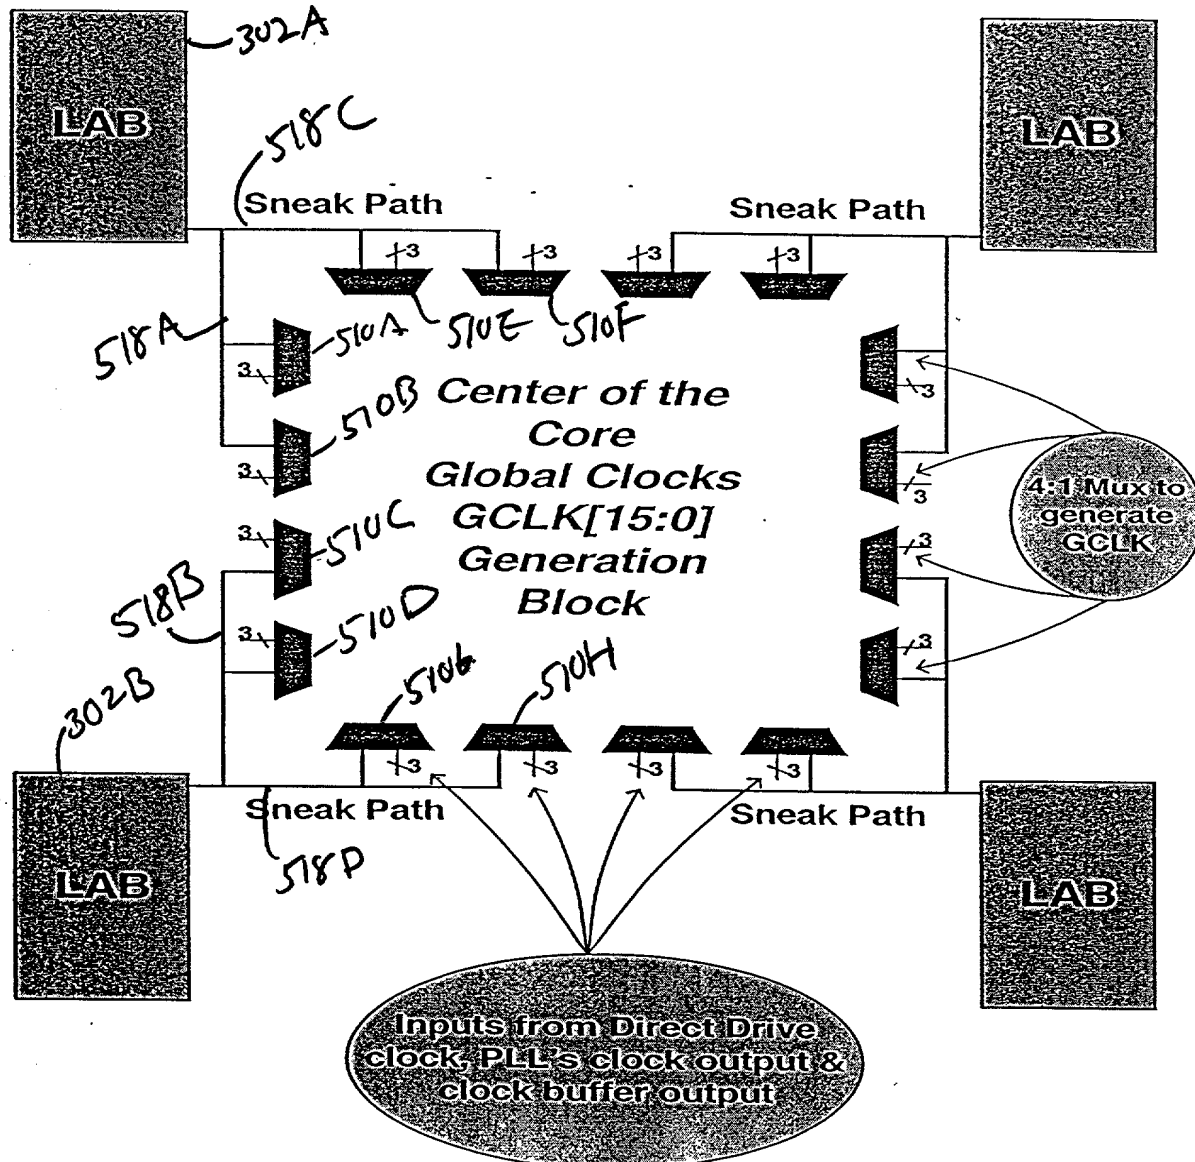 302A
LAB
LAB
518C
Sneak Path
Sneak Path
3
3
3
3
510E
510F
518A
510A
3
3
510B
3
3
Center of the
Core
Global Clocks
GCLK[15:0]
Generation
Block
4:1 Mux to
generate
GCLK
510C
3
3
518B
510D
3
3
302B
510G
510H
3
3
3
3
Sneak Path
Sneak Path
518D
LAB
LAB
Inputs from Direct Drive
clock, PLL's clock output &
clock buffer output